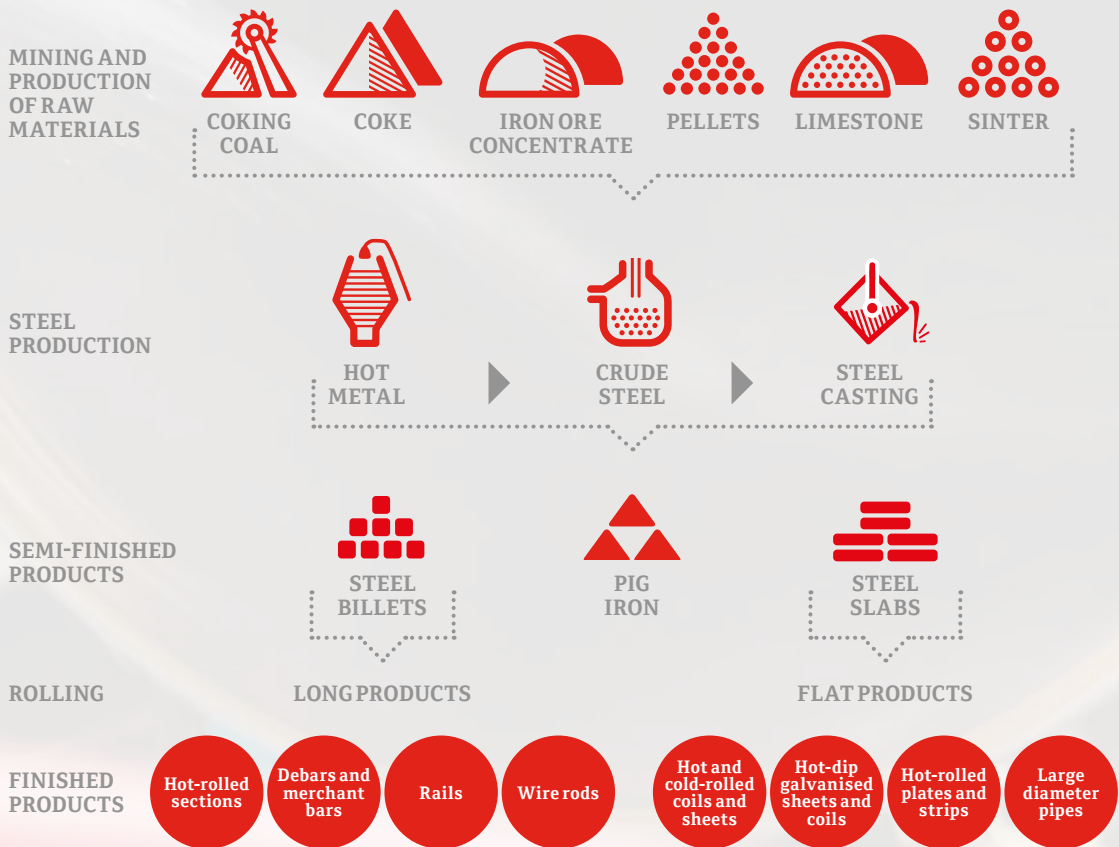 MINING AND
PRODUCTION
OF RAW
MATERIALS
COKING
COAL
COKE
IRON ORE
CONCENTRATE
PELLETS
LIMESTONE
SINTER
STEEL
PRODUCTION
HOT
METAL
CRUDE
STEEL
STEEL
CASTING
SEMI-FINISHED
PRODUCTS
STEEL
BILLETS
PIG
IRON
STEEL
SLABS
ROLLING
LONG PRODUCTS
FLAT PRODUCTS
FINISHED
PRODUCTS
Hot-rolled
sections
Debars and
merchant
bars
Rails
Wire rods
Hot and
cold-rolled
coils and
sheets
Hot-dip
galvanised
sheets and
coils
Hot-rolled
plates and
strips
Large
diameter
pipes